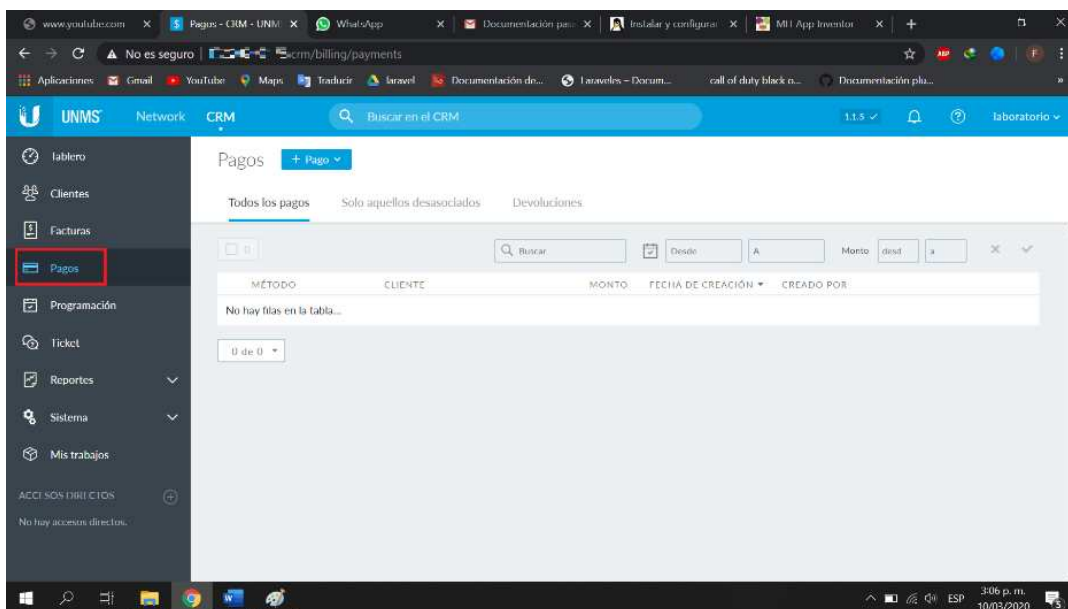 www.youtube.com
Pagos - CRM - UNM
WhatsApp
Documentación pas
Instalar y configurar
MIT App Inventor
No es seguro
crm/billing/payments
Aplicaciones Gmail YouTube Maps Traducir laravel Documentación de... Laraveles – Docum... call of duty black o... Documentación plu...
UNMS Network CRM Buscar en el CRM 1.1.5 laboratorio
Tablero
Clientes
Facturas
Pagos
Programación
Ticket
Reportes
Sistema
Mis trabajos
ACCESOS DIRECTOS
No hay accesos directos.
Pagos + Pago
Todos los pagos Solo aquellos desasociados Devoluciones
0 Buscar Desde A Monto desd a
MÉTODO CLIENTE MONTO FECHA DE CREACIÓN CREADO POR
No hay filas en la tabla...
0 de 0
ESP 3:06 p. m.
10/03/2020